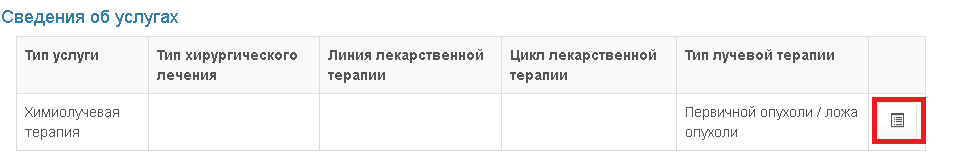 Сведения об услугах
Тип услуги
Тип хирургического
лечения
Линия лекарственной
терапии
Цикл лекарственной
терапии
Тип лучевой терапии
Химиолучевая
терапия
Первичной опухоли / ложа
опухоли